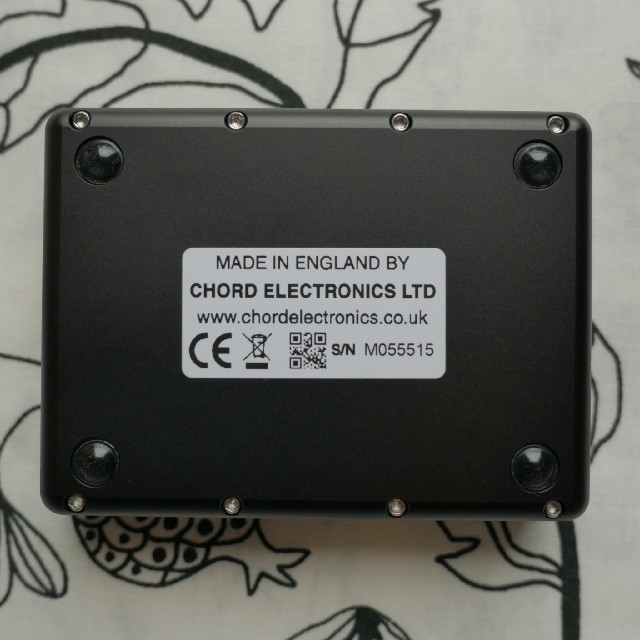 MADE IN ENGLAND BY
CHORD ELECTRONICS LTD
www.chordelectronics.co.uk
CE S/N M055515